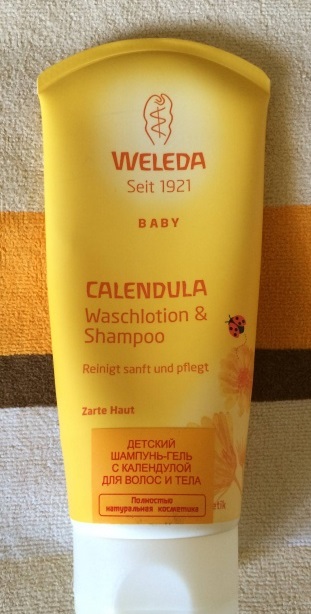 WELEDA
Seit 1921
BABY
CALENDULA
Waschlotion &
Shampoo
Reinigt sanft und pflegt
Zarte Haut
ДЕТСКИЙ
ШАМПУНЬ-ГЕЛЬ
С КАЛЕНДУЛОЙ
ДЛЯ ВОЛОС И ТЕЛА
Полностью
натуральная косметика